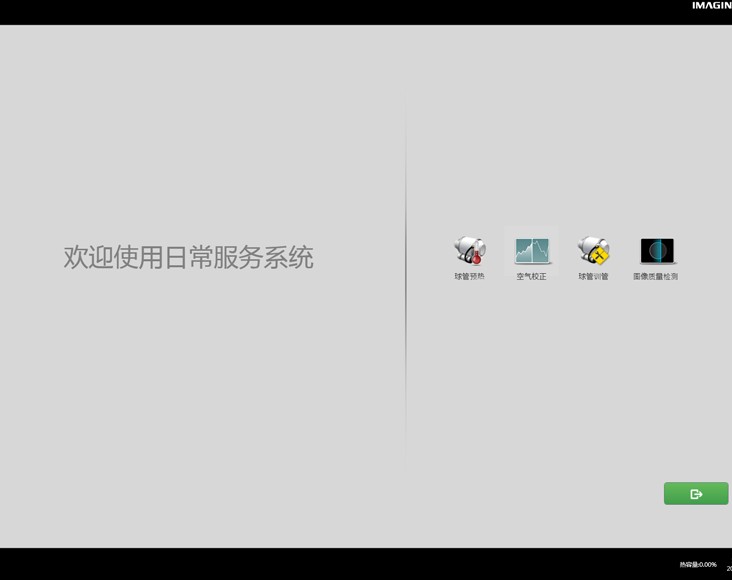 IMAGIN
欢迎使用日常服务系统
球管预热
空气校正
球管训管
图像质量检测
热容量:0.00%
20